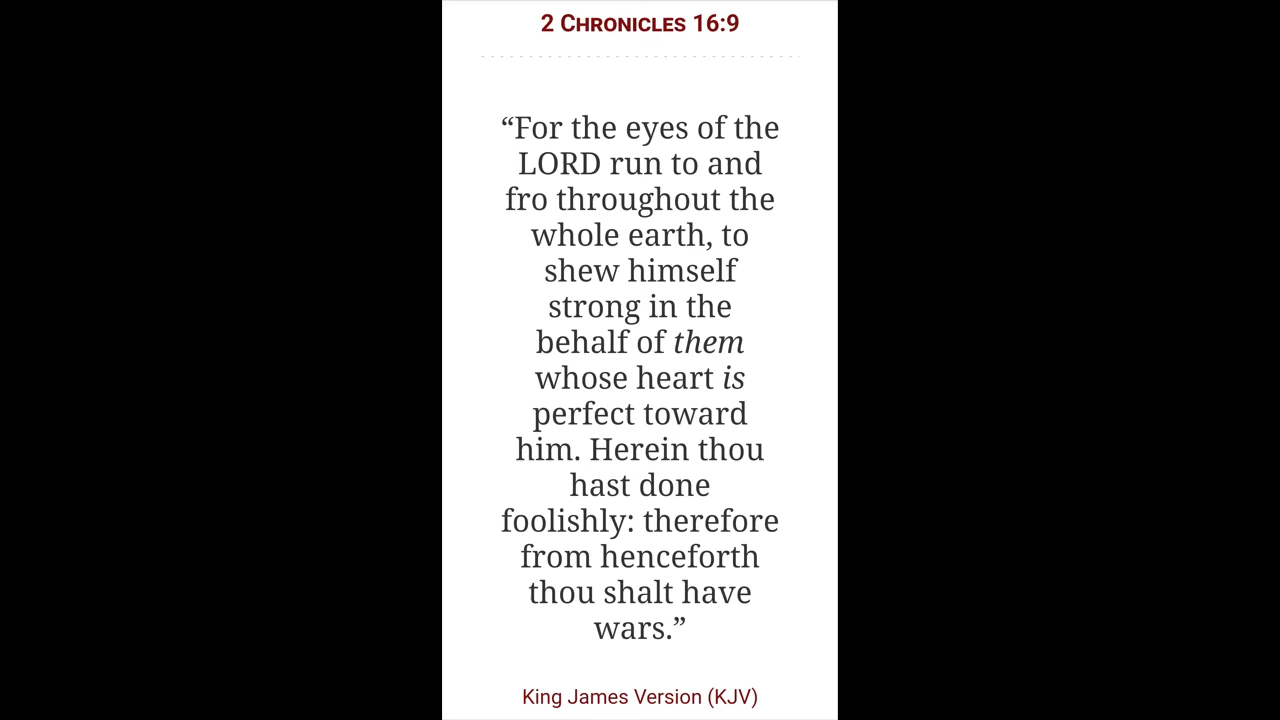 2 Chronicles 16:9
“For the eyes of the
LORD run to and
fro throughout the
whole earth, to
shew himself
strong in the
behalf of them
whose heart is
perfect toward
him. Herein thou
hast done
foolishly: therefore
from henceforth
thou shalt have
wars.”
King James Version (KJV)